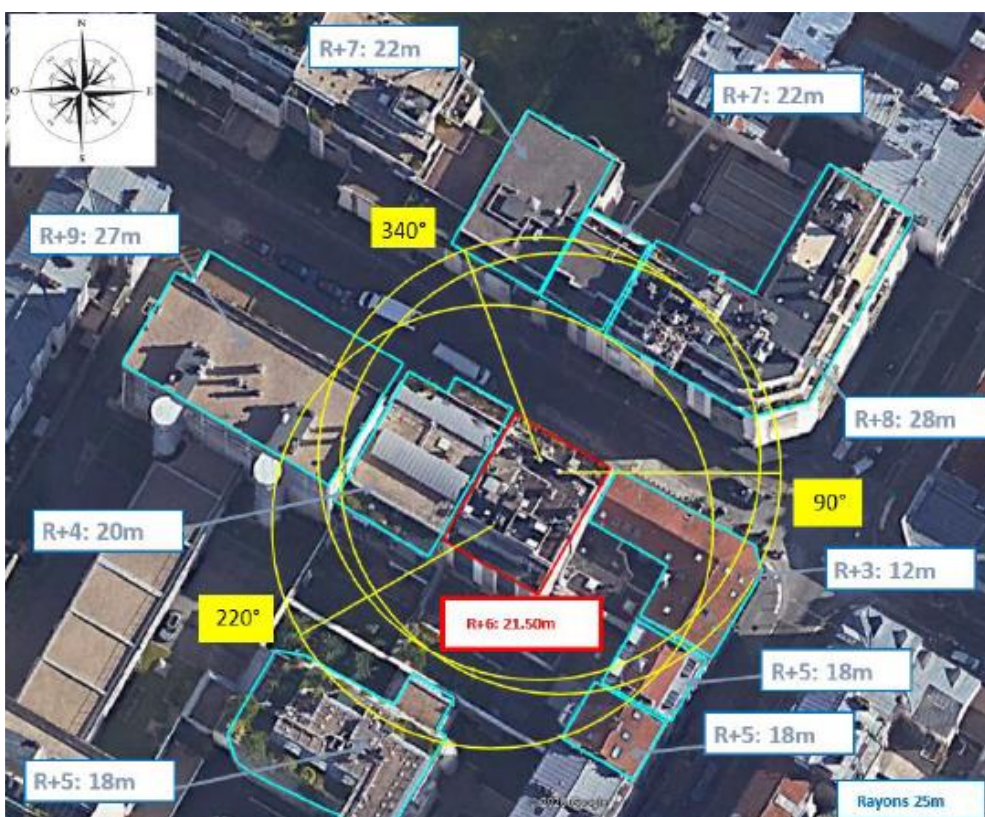 N
R+7: 22m
R+7: 22m
O
E
S
R+9: 27m
340°
R+8: 28m
90°
R+4: 20m
R+3: 12m
220°
R+6: 21.50m
R+5: 18m
R+5: 18m
R+5: 18m
Rayons 25m